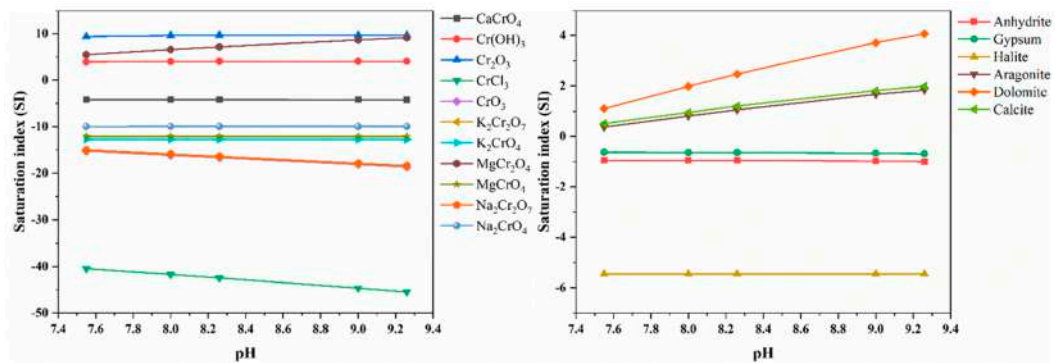 Saturation index (SI)
10
0
-10
-20
-30
-40
-50
7.4 7.6 7.8 8.0 8.2 8.4 8.6 8.8 9.0 9.2 9.4
pH
CaCrO₄
Cr(OH)₃
Cr₂O₃
CrCl₃
CrO₃
K₂Cr₂O₇
K₂CrO₄
MgCr₂O₄
MgCrO₄
Na₂Cr₂O₇
Na₂CrO₄
Saturation index (SI)
4
2
0
-2
-4
-6
7.4 7.6 7.8 8.0 8.2 8.4 8.6 8.8 9.0 9.2 9.4
pH
Anhydrite
Gypsum
Halite
Aragonite
Dolomite
Calcite